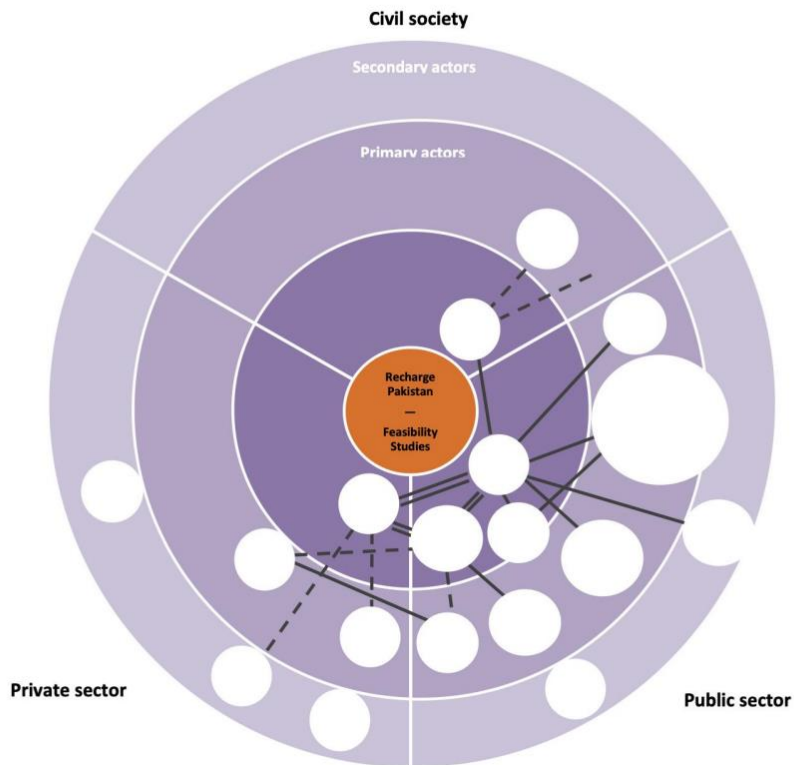 Civil society
Secondary actors
Primary actors
Recharge
Pakistan
—
Feasibility
Studies
Private sector
Public sector